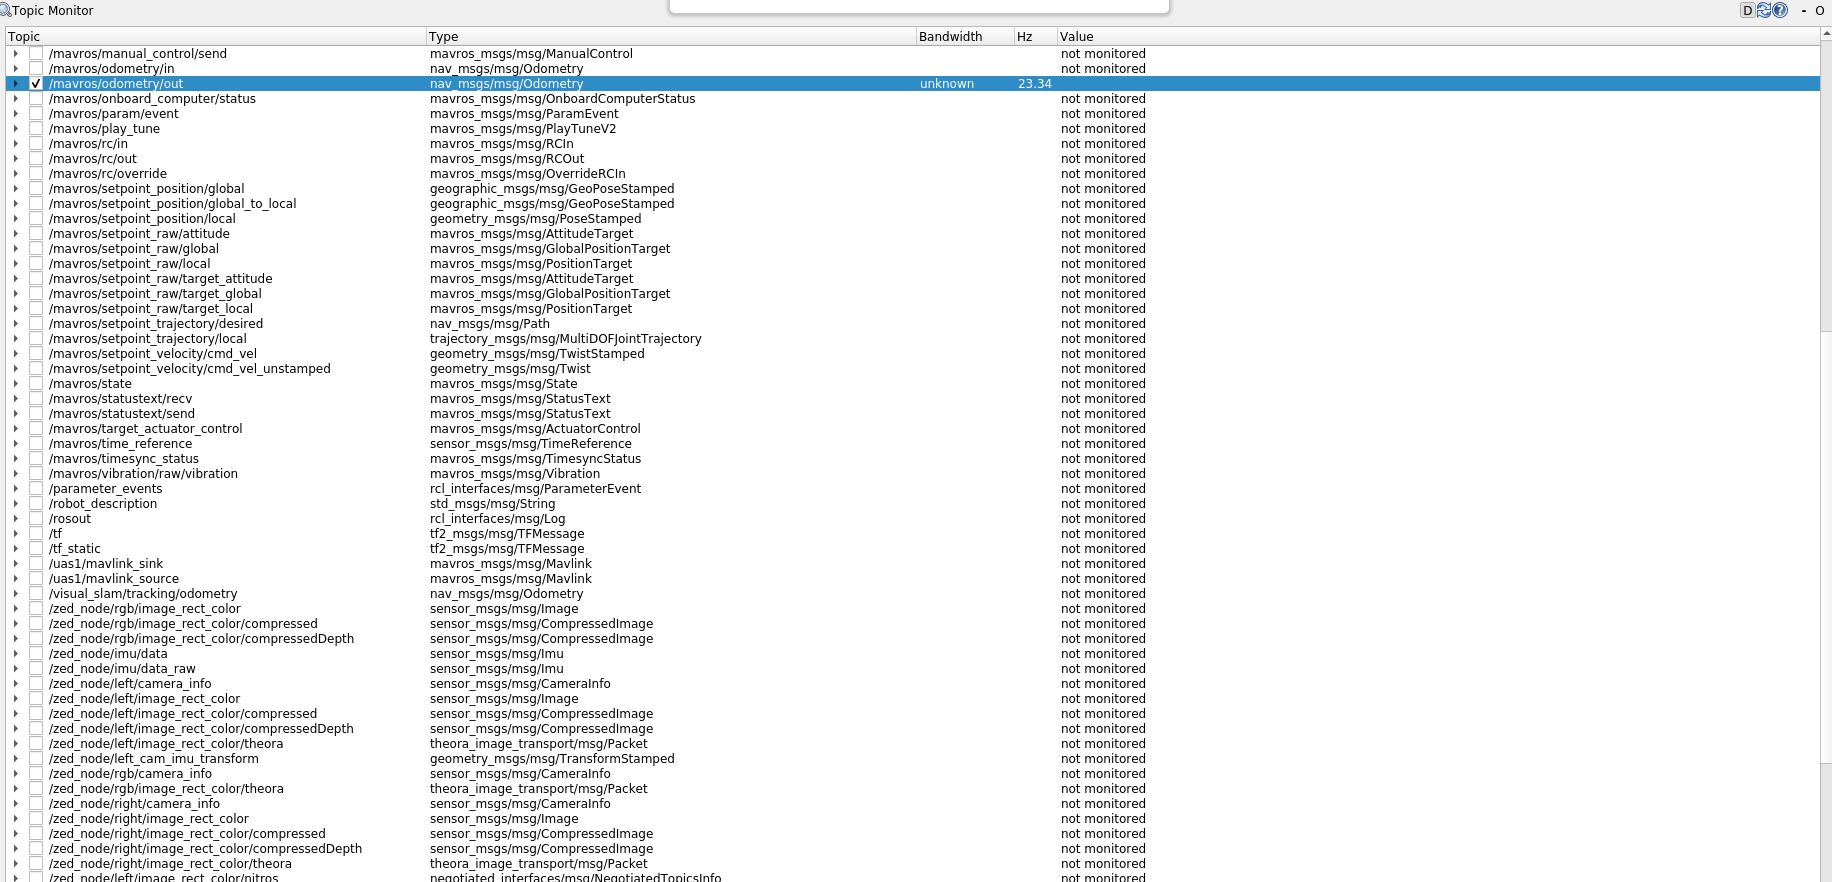 Topic Monitor D - O
Topic Type Bandwidth Hz Value
/mavros/manual_control/send mavros_msgs/msg/ManualControl not monitored
/mavros/odometry/in nav_msgs/msg/Odometry not monitored
/mavros/odometry/out nav_msgs/msg/Odometry unknown 23.34
/mavros/onboard_computer/status mavros_msgs/msg/OnboardComputerStatus not monitored
/mavros/param/event mavros_msgs/msg/ParamEvent not monitored
/mavros/play_tune mavros_msgs/msg/PlayTuneV2 not monitored
/mavros/rc/in mavros_msgs/msg/RCIn not monitored
/mavros/rc/out mavros_msgs/msg/RCOut not monitored
/mavros/rc/override mavros_msgs/msg/OverrideRCIn not monitored
/mavros/setpoint_position/global geographic_msgs/msg/GeoPoseStamped not monitored
/mavros/setpoint_position/global_to_local geographic_msgs/msg/GeoPoseStamped not monitored
/mavros/setpoint_position/local geometry_msgs/msg/PoseStamped not monitored
/mavros/setpoint_raw/attitude mavros_msgs/msg/AttitudeTarget not monitored
/mavros/setpoint_raw/global mavros_msgs/msg/GlobalPositionTarget not monitored
/mavros/setpoint_raw/local mavros_msgs/msg/PositionTarget not monitored
/mavros/setpoint_raw/target_attitude mavros_msgs/msg/AttitudeTarget not monitored
/mavros/setpoint_raw/target_global mavros_msgs/msg/GlobalPositionTarget not monitored
/mavros/setpoint_raw/target_local mavros_msgs/msg/PositionTarget not monitored
/mavros/setpoint_trajectory/desired nav_msgs/msg/Path not monitored
/mavros/setpoint_trajectory/local trajectory_msgs/msg/MultiDOFJointTrajectory not monitored
/mavros/setpoint_velocity/cmd_vel geometry_msgs/msg/TwistStamped not monitored
/mavros/setpoint_velocity/cmd_vel_unstamped geometry_msgs/msg/Twist not monitored
/mavros/state mavros_msgs/msg/State not monitored
/mavros/statustext/recv mavros_msgs/msg/StatusText not monitored
/mavros/statustext/send mavros_msgs/msg/StatusText not monitored
/mavros/target_actuator_control mavros_msgs/msg/ActuatorControl not monitored
/mavros/time_reference sensor_msgs/msg/TimeReference not monitored
/mavros/timesync_status mavros_msgs/msg/TimesyncStatus not monitored
/mavros/vibration/raw/vibration mavros_msgs/msg/Vibration not monitored
/parameter_events rcl_interfaces/msg/ParameterEvent not monitored
/robot_description std_msgs/msg/String not monitored
/rosout rcl_interfaces/msg/Log not monitored
/tf tf2_msgs/msg/TFMessage not monitored
/tf_static tf2_msgs/msg/TFMessage not monitored
/uas1/mavlink_sink mavros_msgs/msg/Mavlink not monitored
/uas1/mavlink_source mavros_msgs/msg/Mavlink not monitored
/visual_slam/tracking/odometry nav_msgs/msg/Odometry not monitored
/zed_node/rgb/image_rect_color sensor_msgs/msg/Image not monitored
/zed_node/rgb/image_rect_color/compressed sensor_msgs/msg/CompressedImage not monitored
/zed_node/rgb/image_rect_color/compressedDepth sensor_msgs/msg/CompressedImage not monitored
/zed_node/imu/data sensor_msgs/msg/Imu not monitored
/zed_node/imu/data_raw sensor_msgs/msg/Imu not monitored
/zed_node/left/camera_info sensor_msgs/msg/CameraInfo not monitored
/zed_node/left/image_rect_color sensor_msgs/msg/Image not monitored
/zed_node/left/image_rect_color/compressed sensor_msgs/msg/CompressedImage not monitored
/zed_node/left/image_rect_color/compressedDepth sensor_msgs/msg/CompressedImage not monitored
/zed_node/left/image_rect_color/theora theora_image_transport/msg/Packet not monitored
/zed_node/left_cam_imu_transform geometry_msgs/msg/TransformStamped not monitored
/zed_node/rgb/camera_info sensor_msgs/msg/CameraInfo not monitored
/zed_node/rgb/image_rect_color/theora theora_image_transport/msg/Packet not monitored
/zed_node/right/camera_info sensor_msgs/msg/CameraInfo not monitored
/zed_node/right/image_rect_color sensor_msgs/msg/Image not monitored
/zed_node/right/image_rect_color/compressed sensor_msgs/msg/CompressedImage not monitored
/zed_node/right/image_rect_color/compressedDepth sensor_msgs/msg/CompressedImage not monitored
/zed_node/right/image_rect_color/theora theora_image_transport/msg/Packet not monitored
/zed_node/left/image_rect_color/nitros negotiated_interfaces/msg/NegotiatedTopicsInfo not monitored